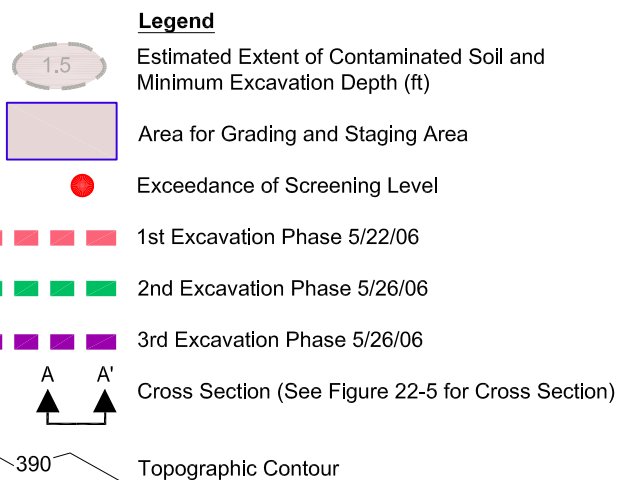 Legend
1.5
Estimated Extent of Contaminated Soil and
Minimum Excavation Depth (ft)
Area for Grading and Staging Area
Exceedance of Screening Level
1st Excavation Phase 5/22/06
2nd Excavation Phase 5/26/06
3rd Excavation Phase 5/26/06
A A'
Cross Section (See Figure 22-5 for Cross Section)
390
Topographic Contour